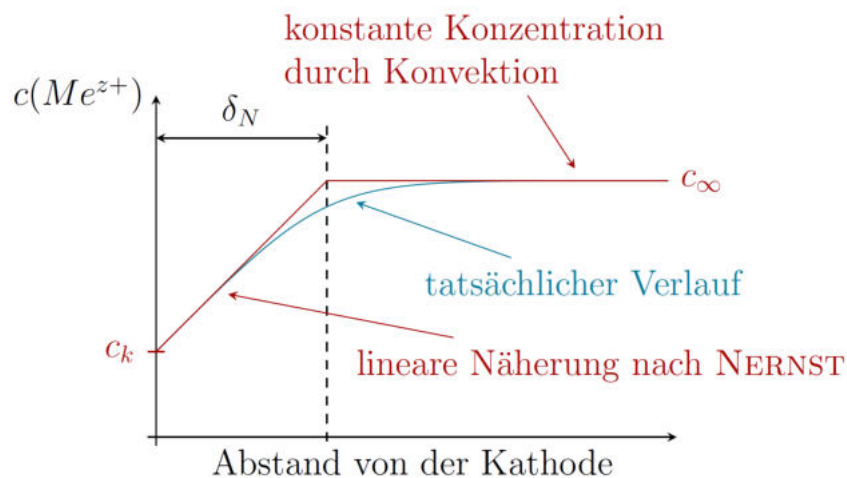 konstante Konzentration
durch Konvektion
c(Me^{z+})
δ_N
c_∞
tatsächlicher Verlauf
c_k
lineare Näherung nach NERNST
Abstand von der Kathode